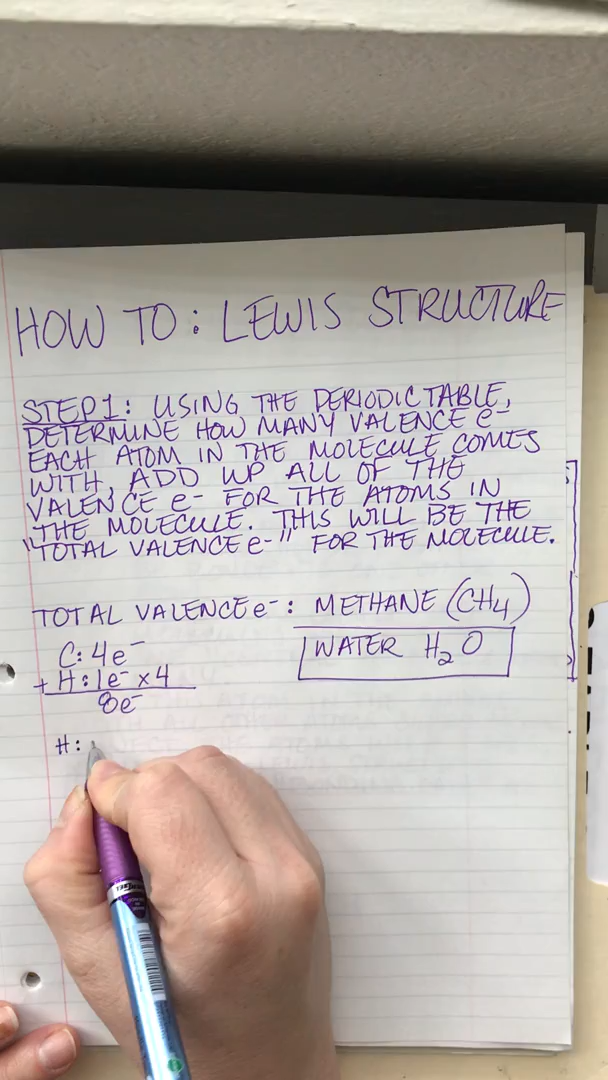 HOW TO: LEWIS STRUCTURE
STEP 1: USING THE PERIODIC TABLE,
DETERMINE HOW MANY VALENCE e-
EACH ATOM IN THE MOLECULE COMES
WITH, ADD UP ALL OF THE
VALENCE e- FOR THE ATOMS IN
THE MOLECULE. THIS WILL BE THE
"TOTAL VALENCE e-" FOR THE MOLECULE.
TOTAL VALENCE e-: METHANE (CH4)
WATER H2O
C: 4e-
+ H: 1e- x 4
8e-
H: